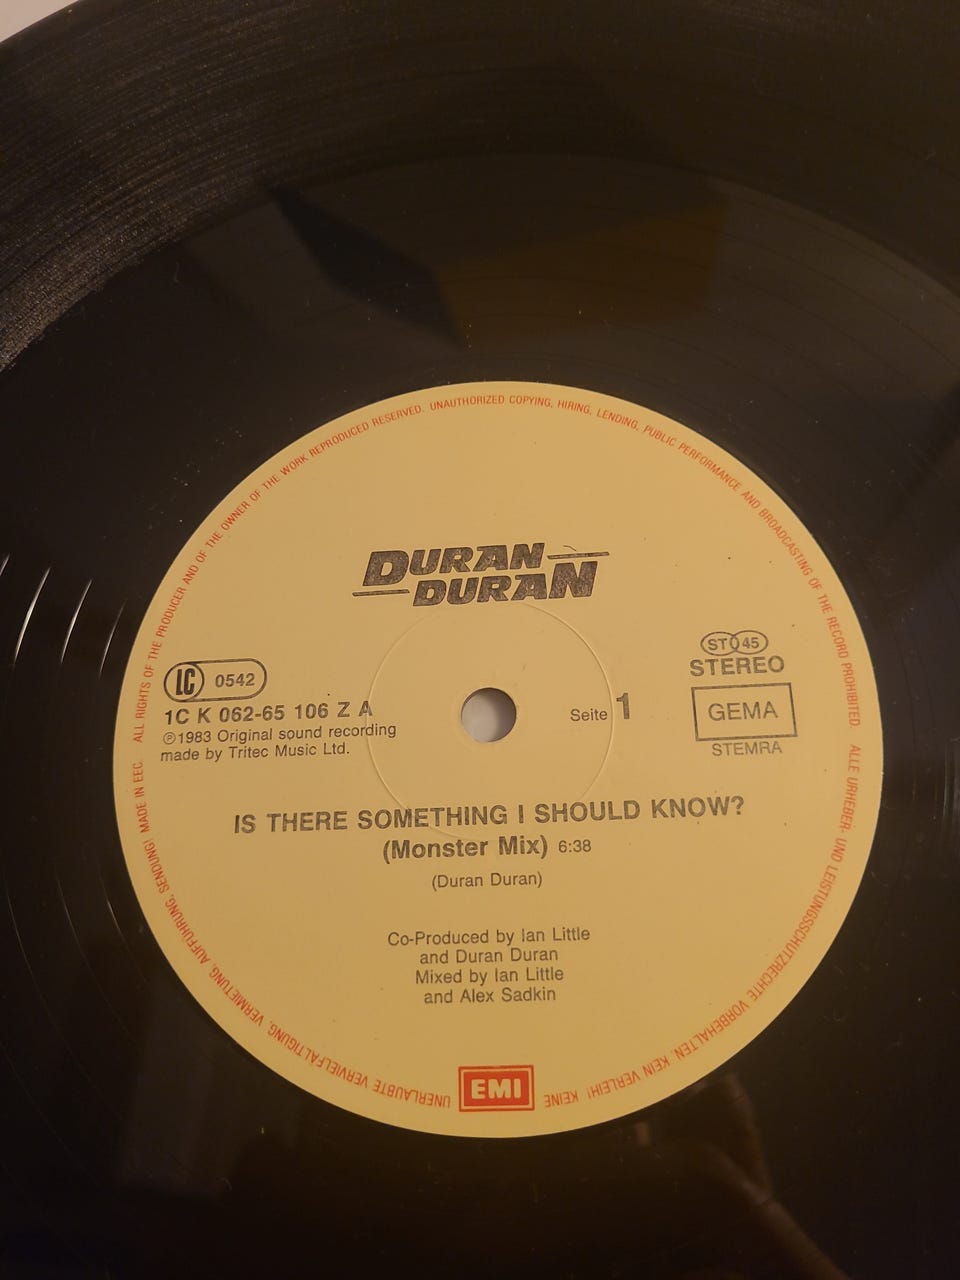 ALL RIGHTS OF THE PRODUCER AND OF THE OWNER OF THE WORK REPRODUCED RESERVED. UNAUTHORIZED COPYING, HIRING, LENDING, PUBLIC PERFORMANCE AND BROADCASTING OF THE RECORD PROHIBITED.
ALLE URHEBER- UND LEISTUNGSSCHUTZRECHTE VORBEHALTEN. KEIN VERLEIH! KEINE
UNERLAUBTE VERVIELFÄLTIGUNG, VERMIETUNG, AUFFÜHRUNG, SENDUNG! MADE IN EEC.
DURAN
DURAN
LC 0542
1C K 062-65 106 Z A
℗1983 Original sound recording
made by Tritec Music Ltd.
Seite 1
ST 45
STEREO
GEMA
STEMRA
IS THERE SOMETHING I SHOULD KNOW?
(Monster Mix) 6:38
(Duran Duran)
Co-Produced by Ian Little
and Duran Duran
Mixed by Ian Little
and Alex Sadkin
EMI